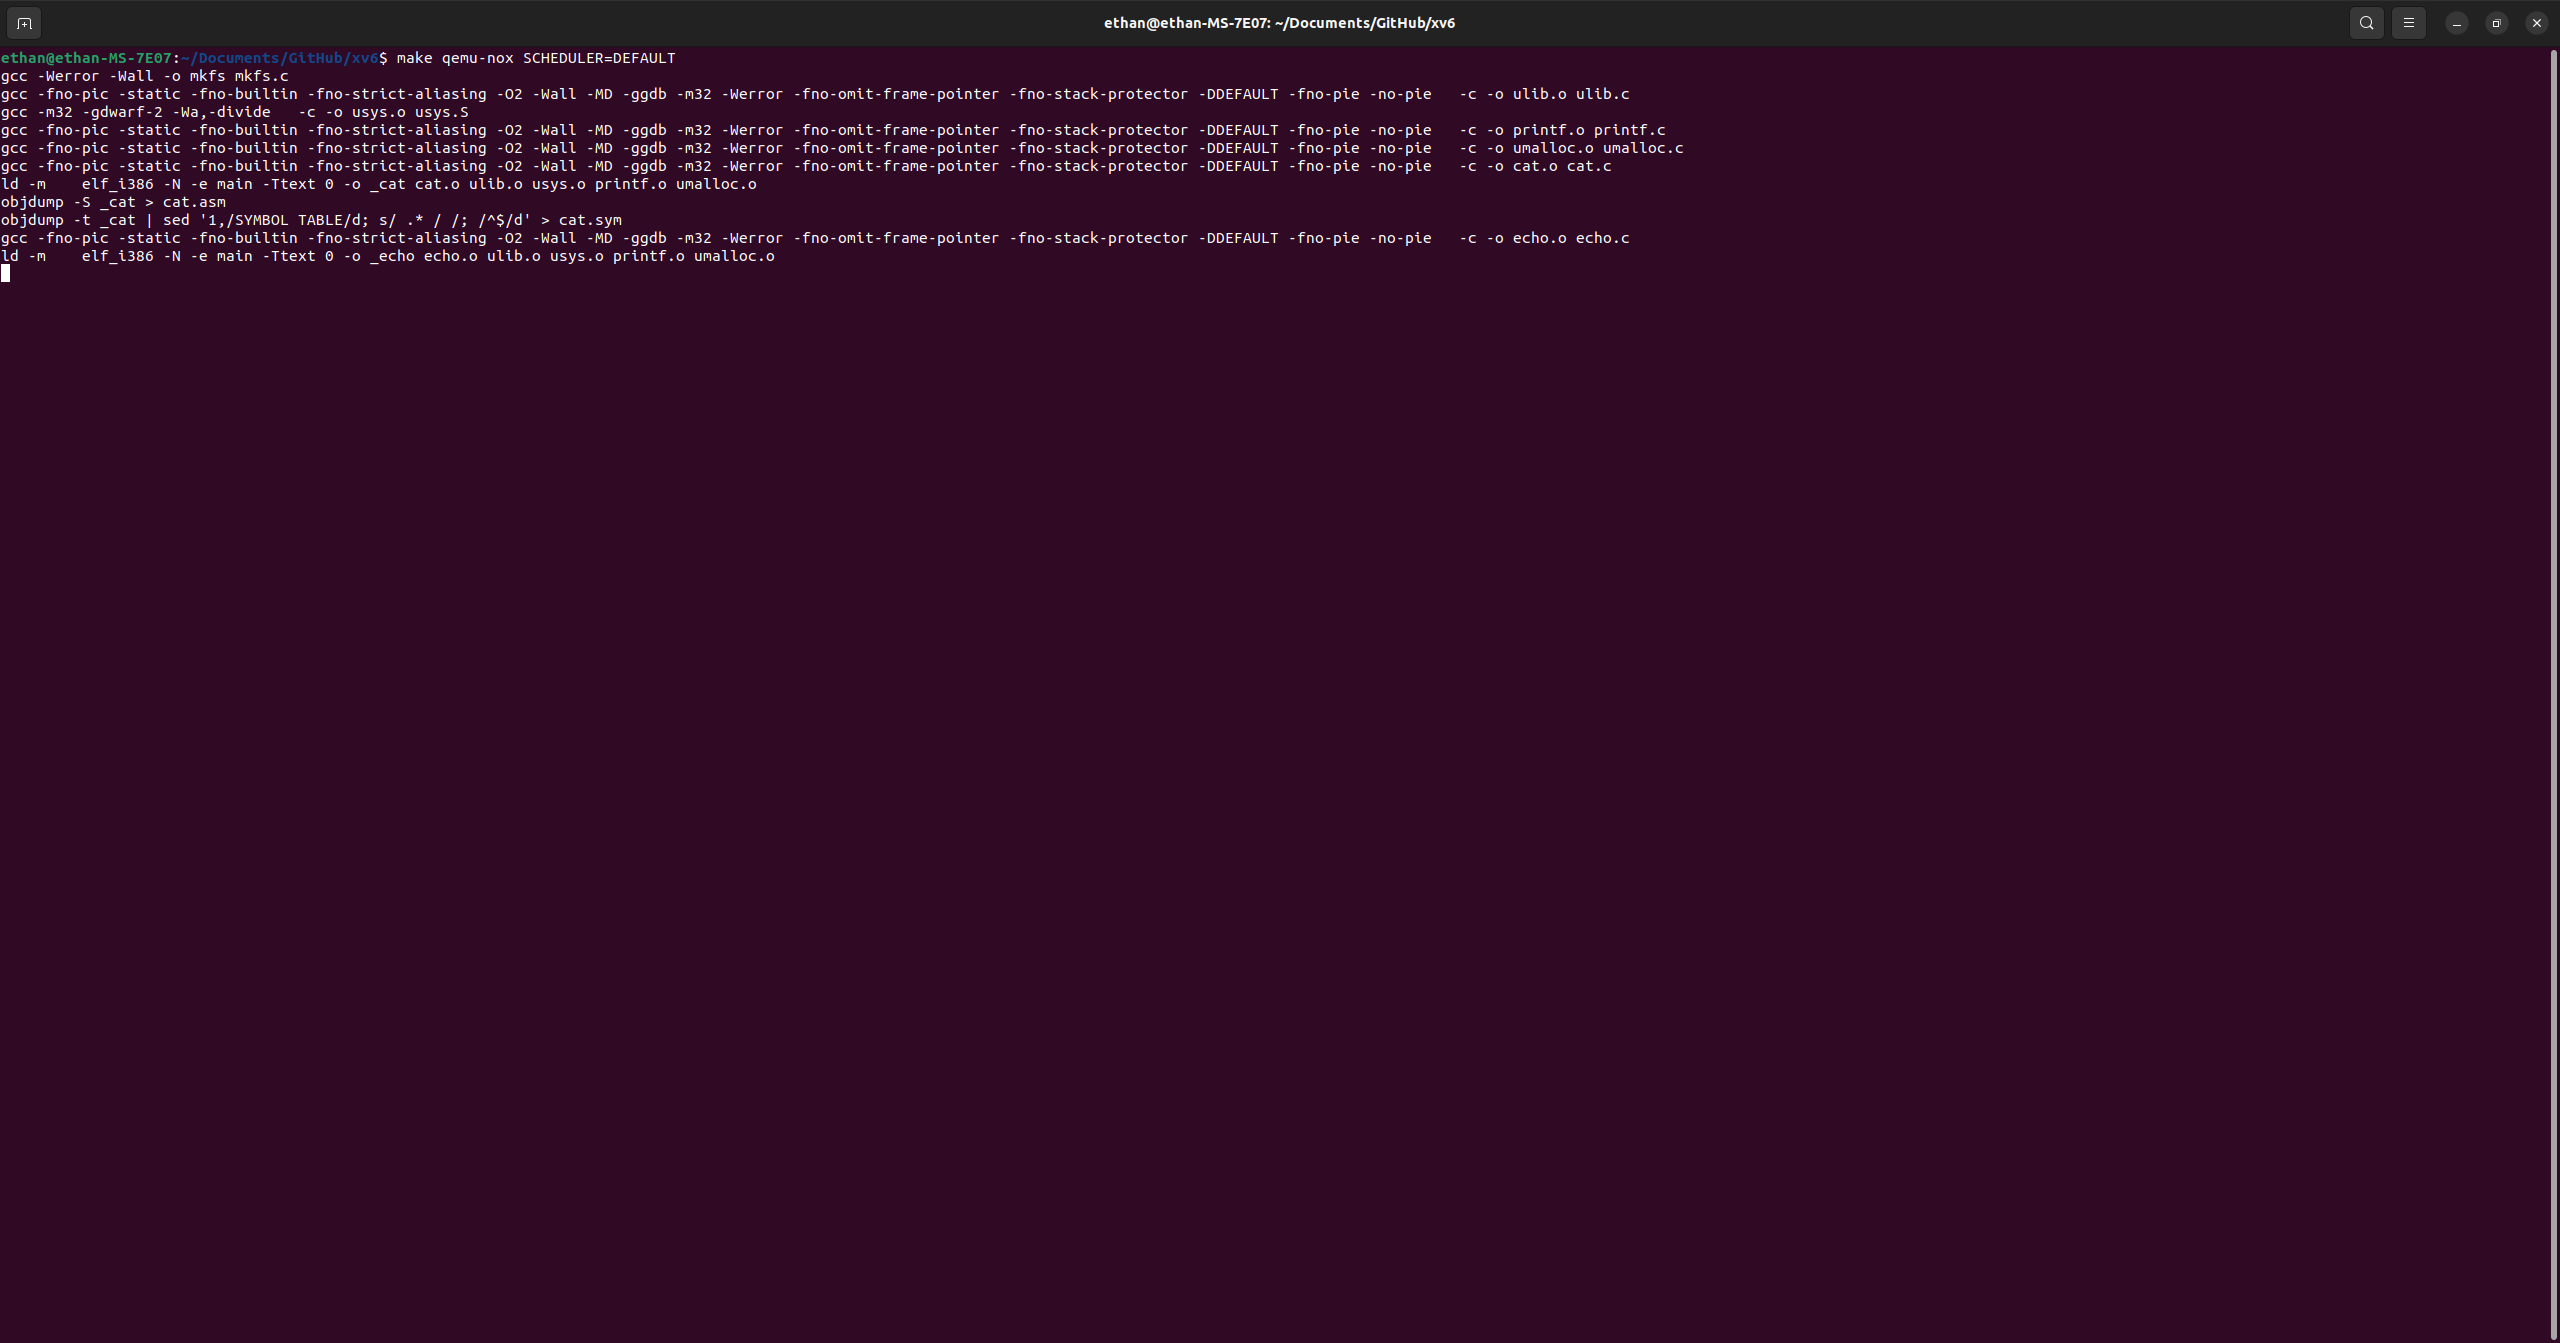 ethan@ethan-MS-7E07: ~/Documents/GitHub/xv6
ethan@ethan-MS-7E07:~/Documents/GitHub/xv6$ make qemu-nox SCHEDULER=DEFAULT
gcc -Werror -Wall -o mkfs mkfs.c
gcc -fno-pic -static -fno-builtin -fno-strict-aliasing -O2 -Wall -MD -ggdb -m32 -Werror -fno-omit-frame-pointer -fno-stack-protector -DDEFAULT -fno-pie -no-pie   -c -o ulib.o ulib.c
gcc -m32 -gdwarf-2 -Wa,-divide   -c -o usys.o usys.S
gcc -fno-pic -static -fno-builtin -fno-strict-aliasing -O2 -Wall -MD -ggdb -m32 -Werror -fno-omit-frame-pointer -fno-stack-protector -DDEFAULT -fno-pie -no-pie   -c -o printf.o printf.c
gcc -fno-pic -static -fno-builtin -fno-strict-aliasing -O2 -Wall -MD -ggdb -m32 -Werror -fno-omit-frame-pointer -fno-stack-protector -DDEFAULT -fno-pie -no-pie   -c -o umalloc.o umalloc.c
gcc -fno-pic -static -fno-builtin -fno-strict-aliasing -O2 -Wall -MD -ggdb -m32 -Werror -fno-omit-frame-pointer -fno-stack-protector -DDEFAULT -fno-pie -no-pie   -c -o cat.o cat.c
ld -m    elf_i386 -N -e main -Ttext 0 -o _cat cat.o ulib.o usys.o printf.o umalloc.o
objdump -S _cat > cat.asm
objdump -t _cat | sed '1,/SYMBOL TABLE/d; s/ .* / /; /^$/d' > cat.sym
gcc -fno-pic -static -fno-builtin -fno-strict-aliasing -O2 -Wall -MD -ggdb -m32 -Werror -fno-omit-frame-pointer -fno-stack-protector -DDEFAULT -fno-pie -no-pie   -c -o echo.o echo.c
ld -m    elf_i386 -N -e main -Ttext 0 -o _echo echo.o ulib.o usys.o printf.o umalloc.o